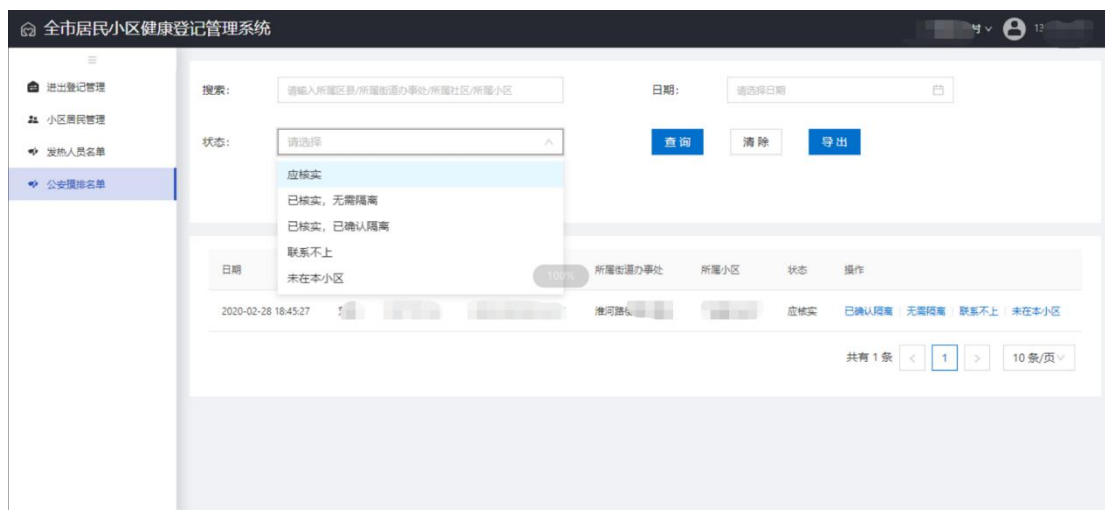 全市居民小区健康登记管理系统
村
13
进出登记管理
小区居民管理
发热人员名单
公安摸排名单
搜索: 请输入所属区县/所属街道办事处/所属社区/所属小区 日期: 请选择日期
状态: 请选择 查询 清除 导出
应核实
已核实, 无需隔离
已核实, 已确认隔离
联系不上
未在本小区
100%
日期 所属街道办事处 所属小区 状态 操作
2020-02-28 18:45:27 淮河路 应核实 已确认隔离 无需隔离 联系不上 未在本小区
共有 1 条 < 1 > 10 条/页